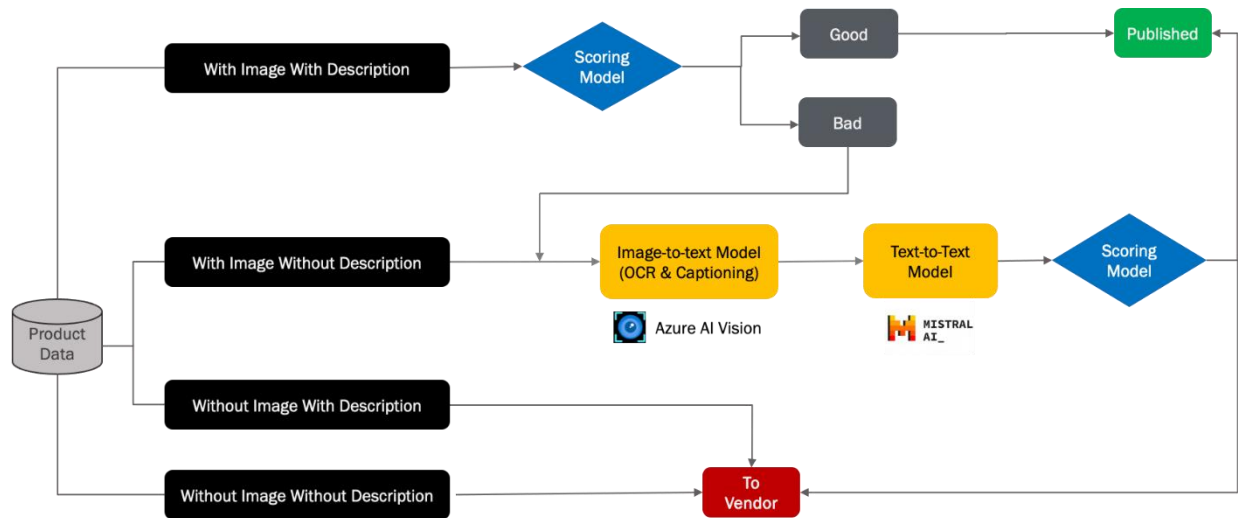 With Image With Description
Scoring
Model
Good
Published
Bad
With Image Without Description
Image-to-text Model
(OCR & Captioning)
Text-to-Text
Model
Scoring
Model
Azure AI Vision
MISTRAL
AI_
Product
Data
Without Image With Description
Without Image Without Description
To
Vendor